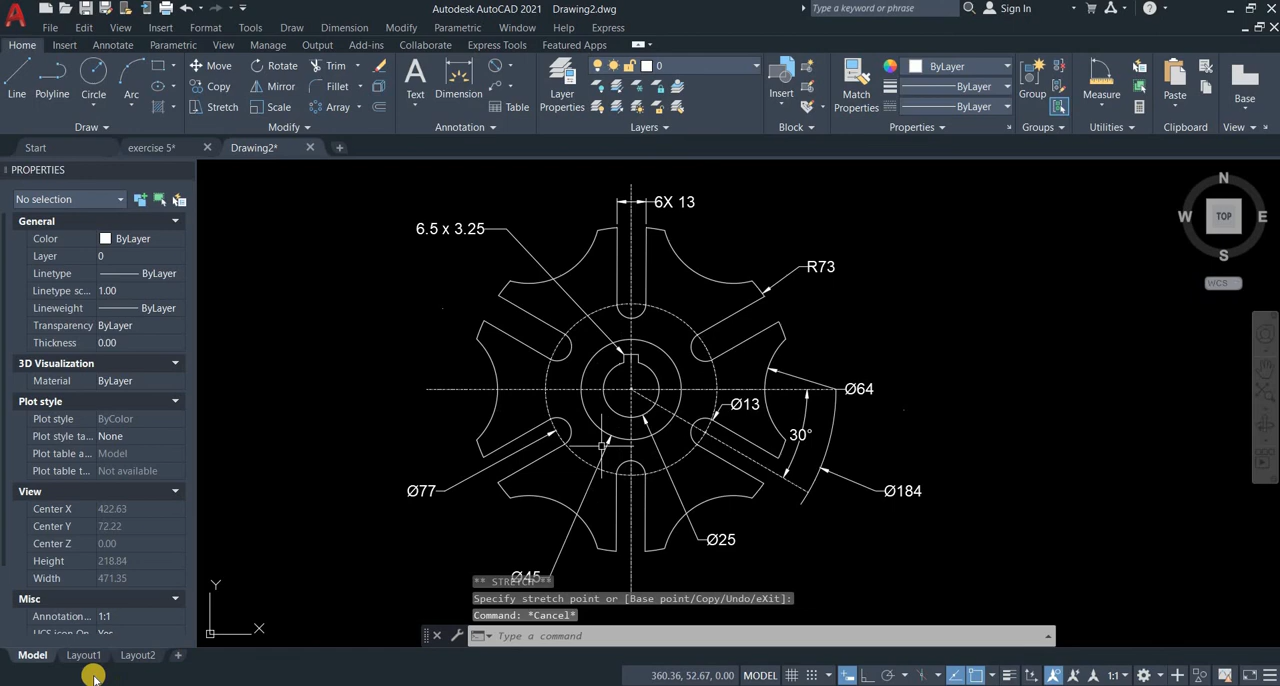 Autodesk AutoCAD 2021 Drawing2.dwg
Type a keyword or phrase
Sign In
File Edit View Insert Format Tools Draw Dimension Modify Parametric Window Help Express
Home Insert Annotate Parametric View Manage Output Add-ins Collaborate Express Tools Featured Apps
Line Polyline Circle Arc
Move Rotate Trim
Copy Mirror Fillet
Stretch Scale Array
Text Dimension
Table
Layer Properties
0
Insert
Match Properties
ByLayer
ByLayer
ByLayer
Group
Measure
Paste
Base
Draw Modify Annotation Layers Block Properties Groups Utilities Clipboard View
Start exercise 5* Drawing2*
PROPERTIES
No selection
General
Color ByLayer
Layer 0
Linetype ByLayer
Linetype sc... 1.00
Lineweight ByLayer
Transparency ByLayer
Thickness 0.00
3D Visualization
Material ByLayer
Plot style
Plot style ByColor
Plot style ta... None
Plot table a... Model
Plot table t... Not available
View
Center X 422.63
Center Y 72.22
Center Z 0.00
Height 218.84
Width 471.35
Misc
Annotation... 1:1
UCS icon On Yes
6X 13
6.5 x 3.25
R73
Ø64
Ø13
30°
Ø77
Ø184
Ø25
Ø45
N
W TOP E
S
WCS
Y
X
** STRETCH **
Specify stretch point or [Base point/Copy/Undo/eXit]:
Command: *Cancel*
Type a command
Model Layout1 Layout2
360.36, 52.67, 0.00 MODEL 1:1